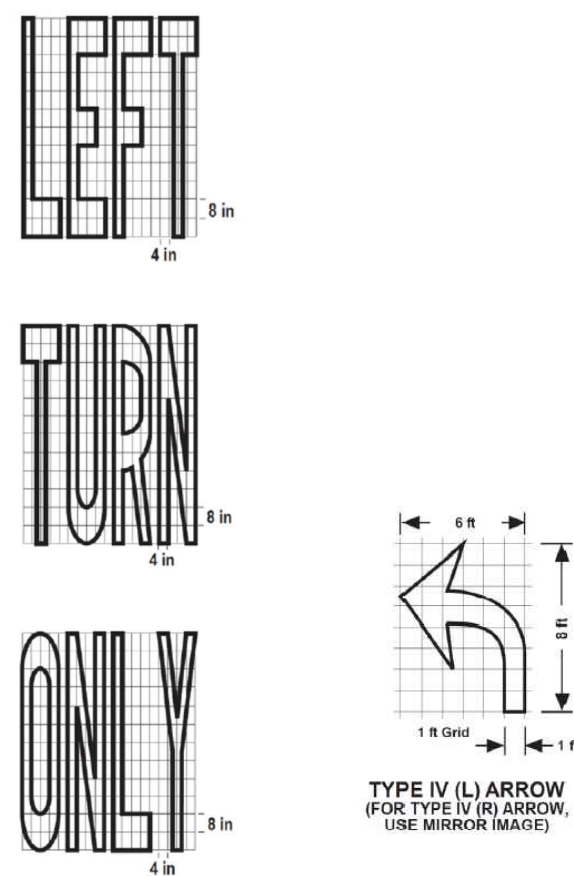 LEFT
8 in
4 in
TURN
8 in
4 in
ONLY
8 in
4 in
6 ft
8 ft
1 ft Grid
1 f
TYPE IV (L) ARROW
(FOR TYPE IV (R) ARROW,
USE MIRROR IMAGE)